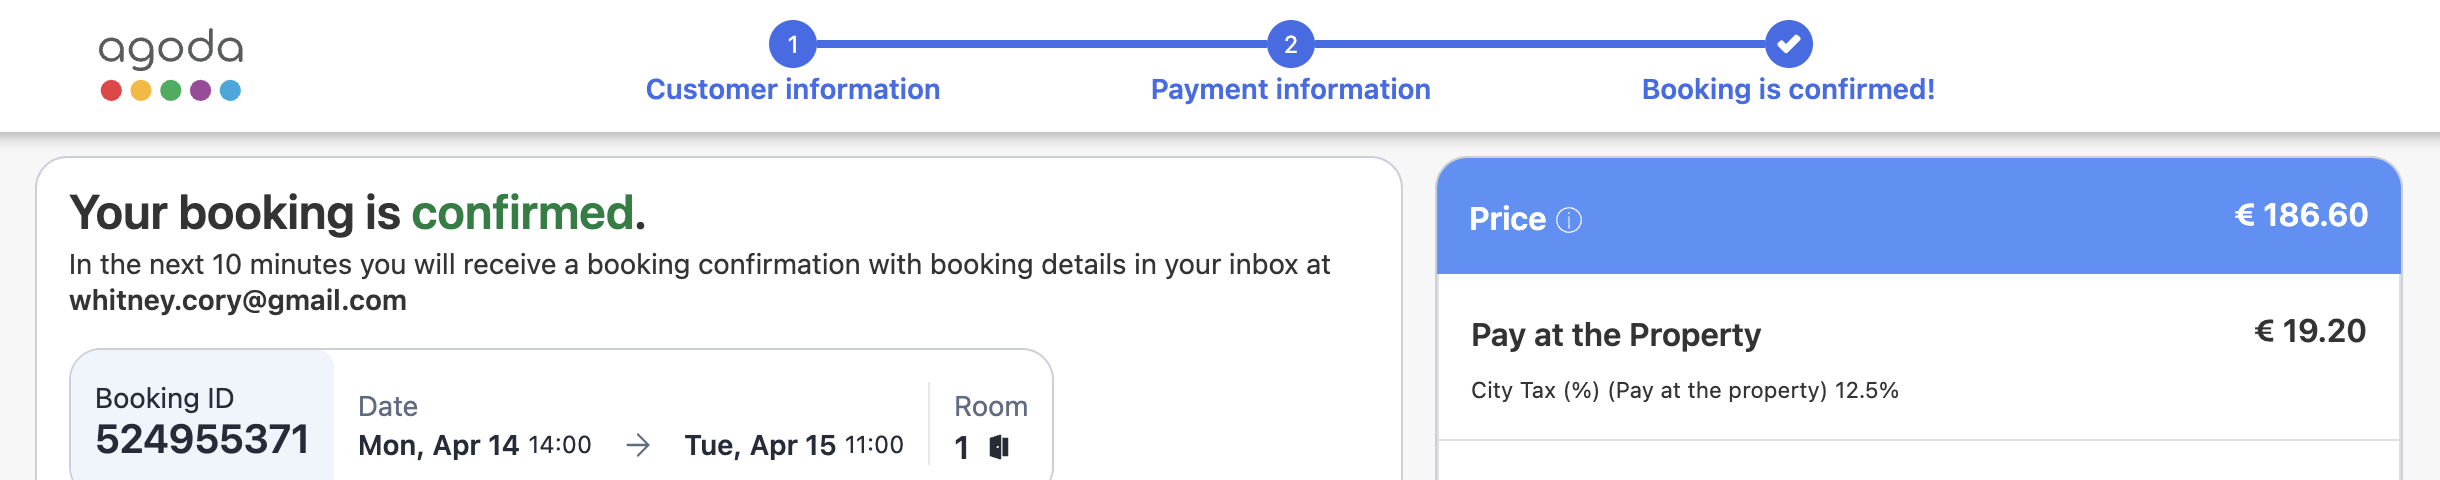 agoda
1
2
Customer information
Payment information
Booking is confirmed!
Your booking is confirmed.
In the next 10 minutes you will receive a booking confirmation with booking details in your inbox at
whitney.cory@gmail.com
Booking ID
524955371
Date
Mon, Apr 14 14:00 → Tue, Apr 15 11:00
Room
1
Price
€ 186.60
Pay at the Property
€ 19.20
City Tax (%) (Pay at the property) 12.5%